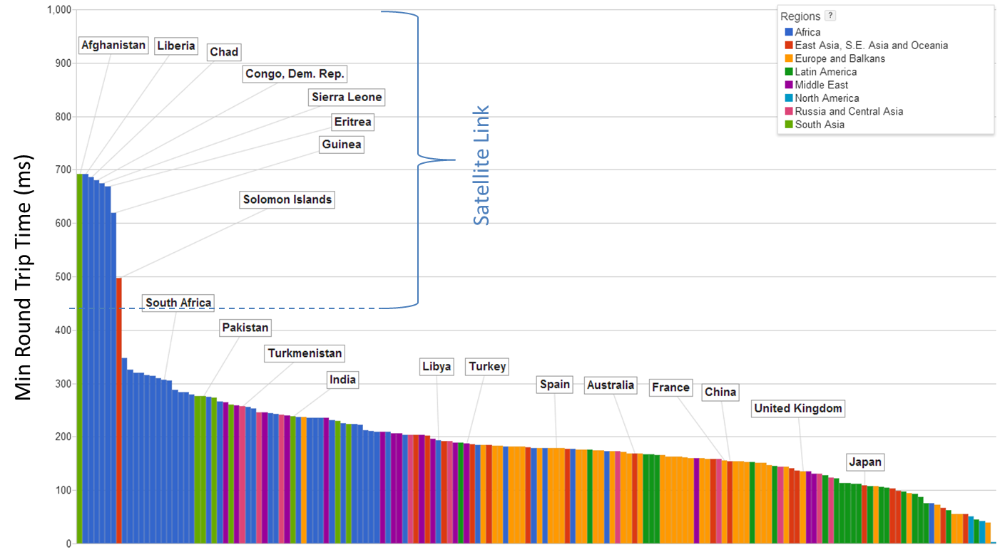 Min Round Trip Time (ms)
1,000
900
800
700
600
500
400
300
200
100
0
Afghanistan
Liberia
Chad
Congo, Dem. Rep.
Sierra Leone
Eritrea
Guinea
Solomon Islands
Satellite Link
South Africa
Pakistan
Turkmenistan
India
Libya
Turkey
Spain
Australia
France
China
United Kingdom
Japan
Regions ?
Africa
East Asia, S.E. Asia and Oceania
Europe and Balkans
Latin America
Middle East
North America
Russia and Central Asia
South Asia